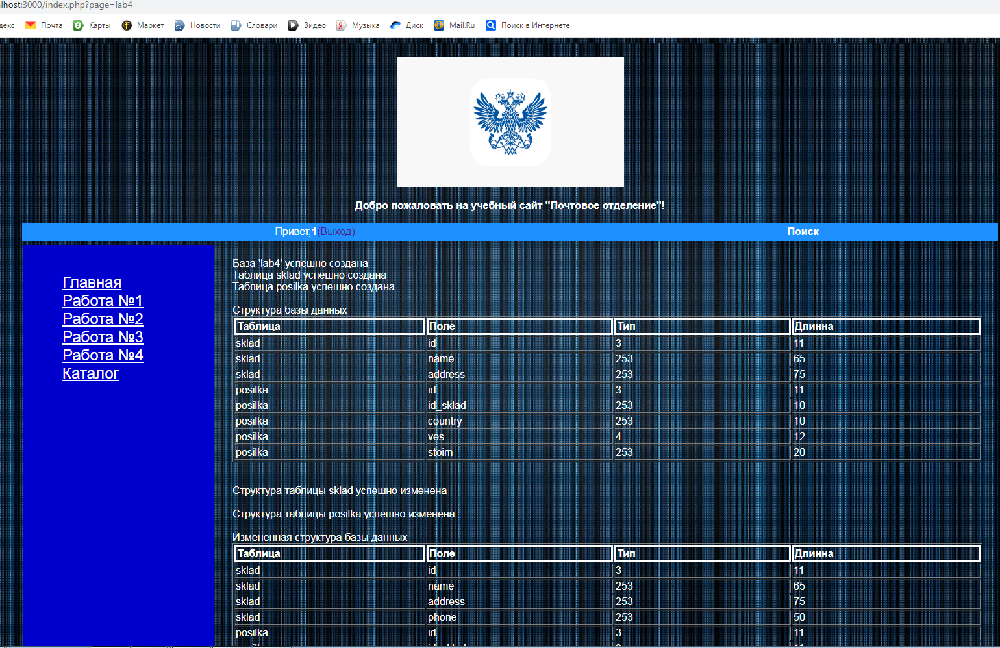 lhost:3000/index.php?page=lab4
декс Почта Карты Маркет Новости Словари Видео Музыка Диск Mail.Ru Поиск в Интернете
Добро пожаловать на учебный сайт "Почтовое отделение"!
Привет,1(Выход) Поиск
Главная
Работа №1
Работа №2
Работа №3
Работа №4
Каталог
База 'lab4' успешно создана
Таблица sklad успешно создана
Таблица posilka успешно создана
Структура базы данных
Таблица Поле Тип Длинна
sklad id 3 11
sklad name 253 65
sklad address 253 75
posilka id 3 11
posilka id_sklad 253 10
posilka country 253 10
posilka ves 4 12
posilka stoim 253 20
Структура таблицы sklad успешно изменена
Структура таблицы posilka успешно изменена
Измененная структура базы данных
Таблица Поле Тип Длинна
sklad id 3 11
sklad name 253 65
sklad address 253 75
sklad phone 253 50
posilka id 3 11